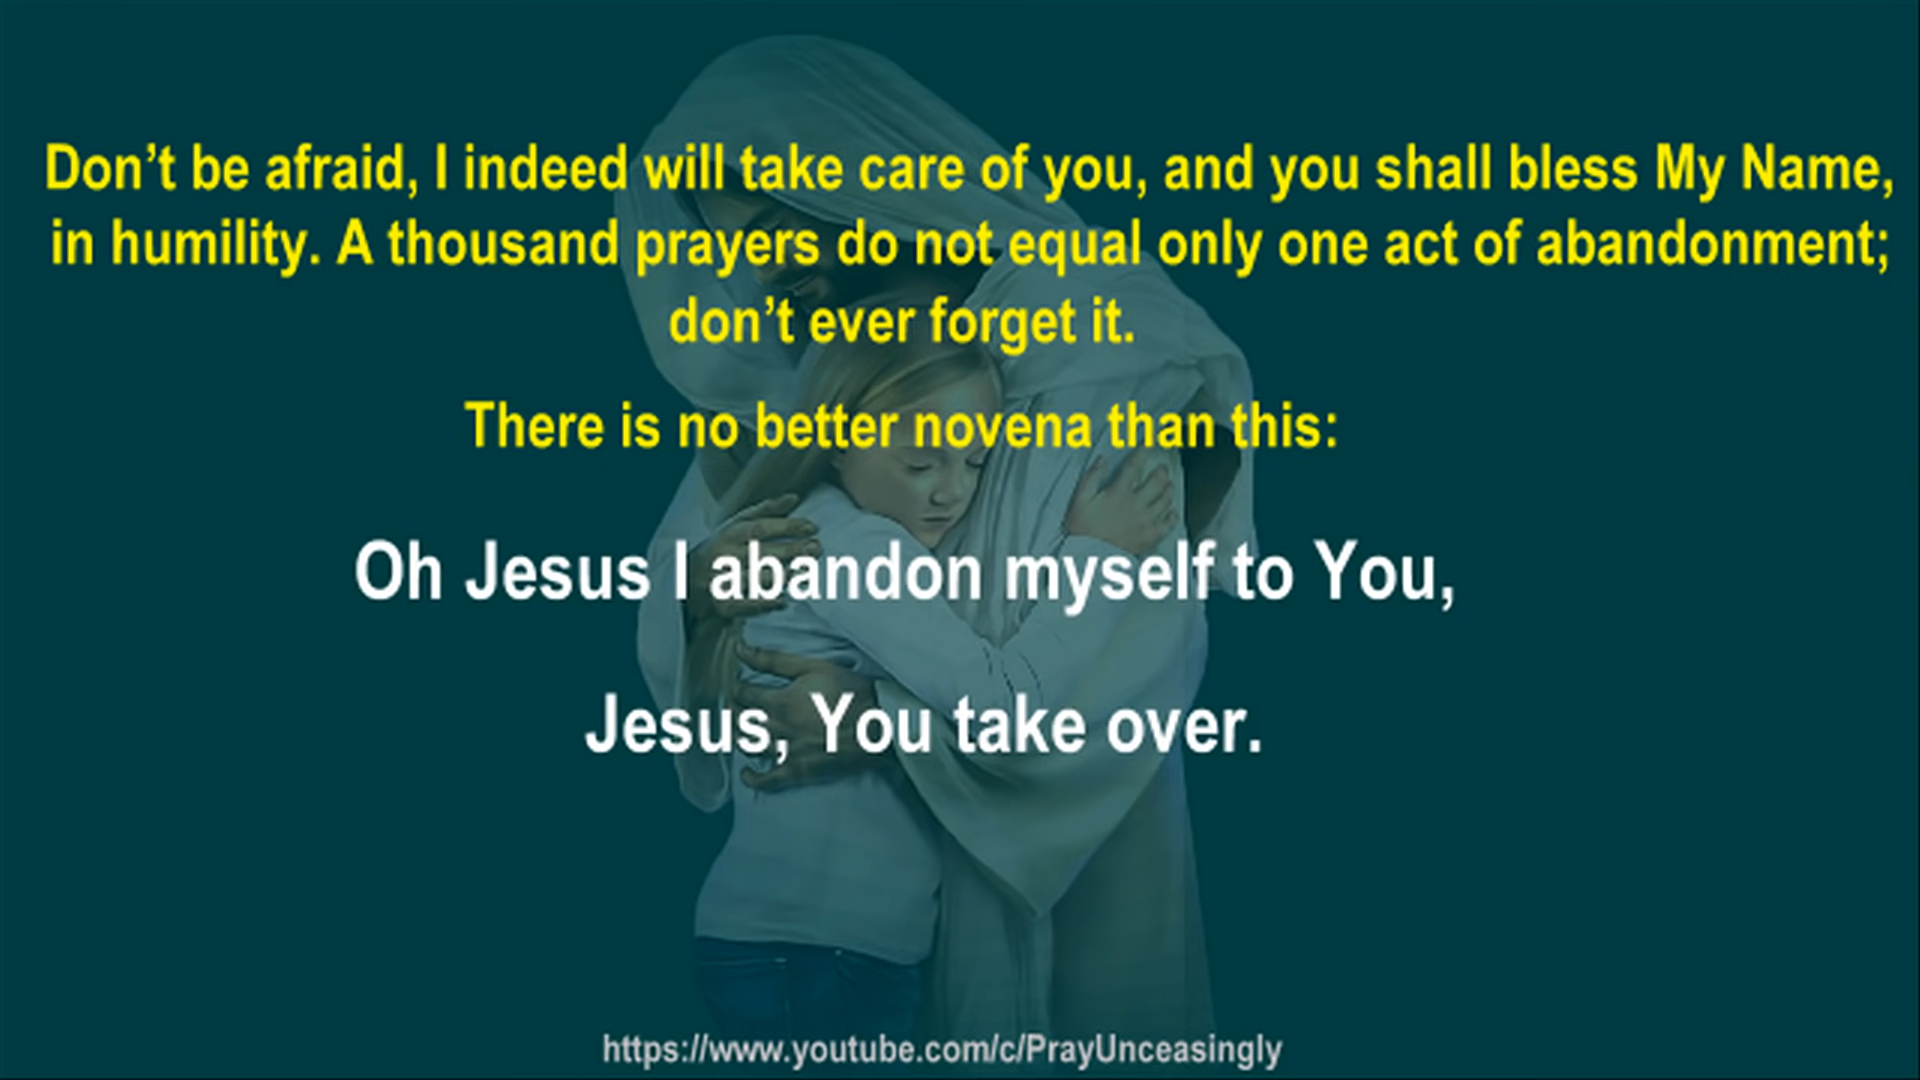 Don’t be afraid, I indeed will take care of you, and you shall bless My Name,
in humility. A thousand prayers do not equal only one act of abandonment;
don’t ever forget it.
There is no better novena than this:
Oh Jesus I abandon myself to You,
Jesus, You take over.
https://www.youtube.com/c/PrayUnceasingly